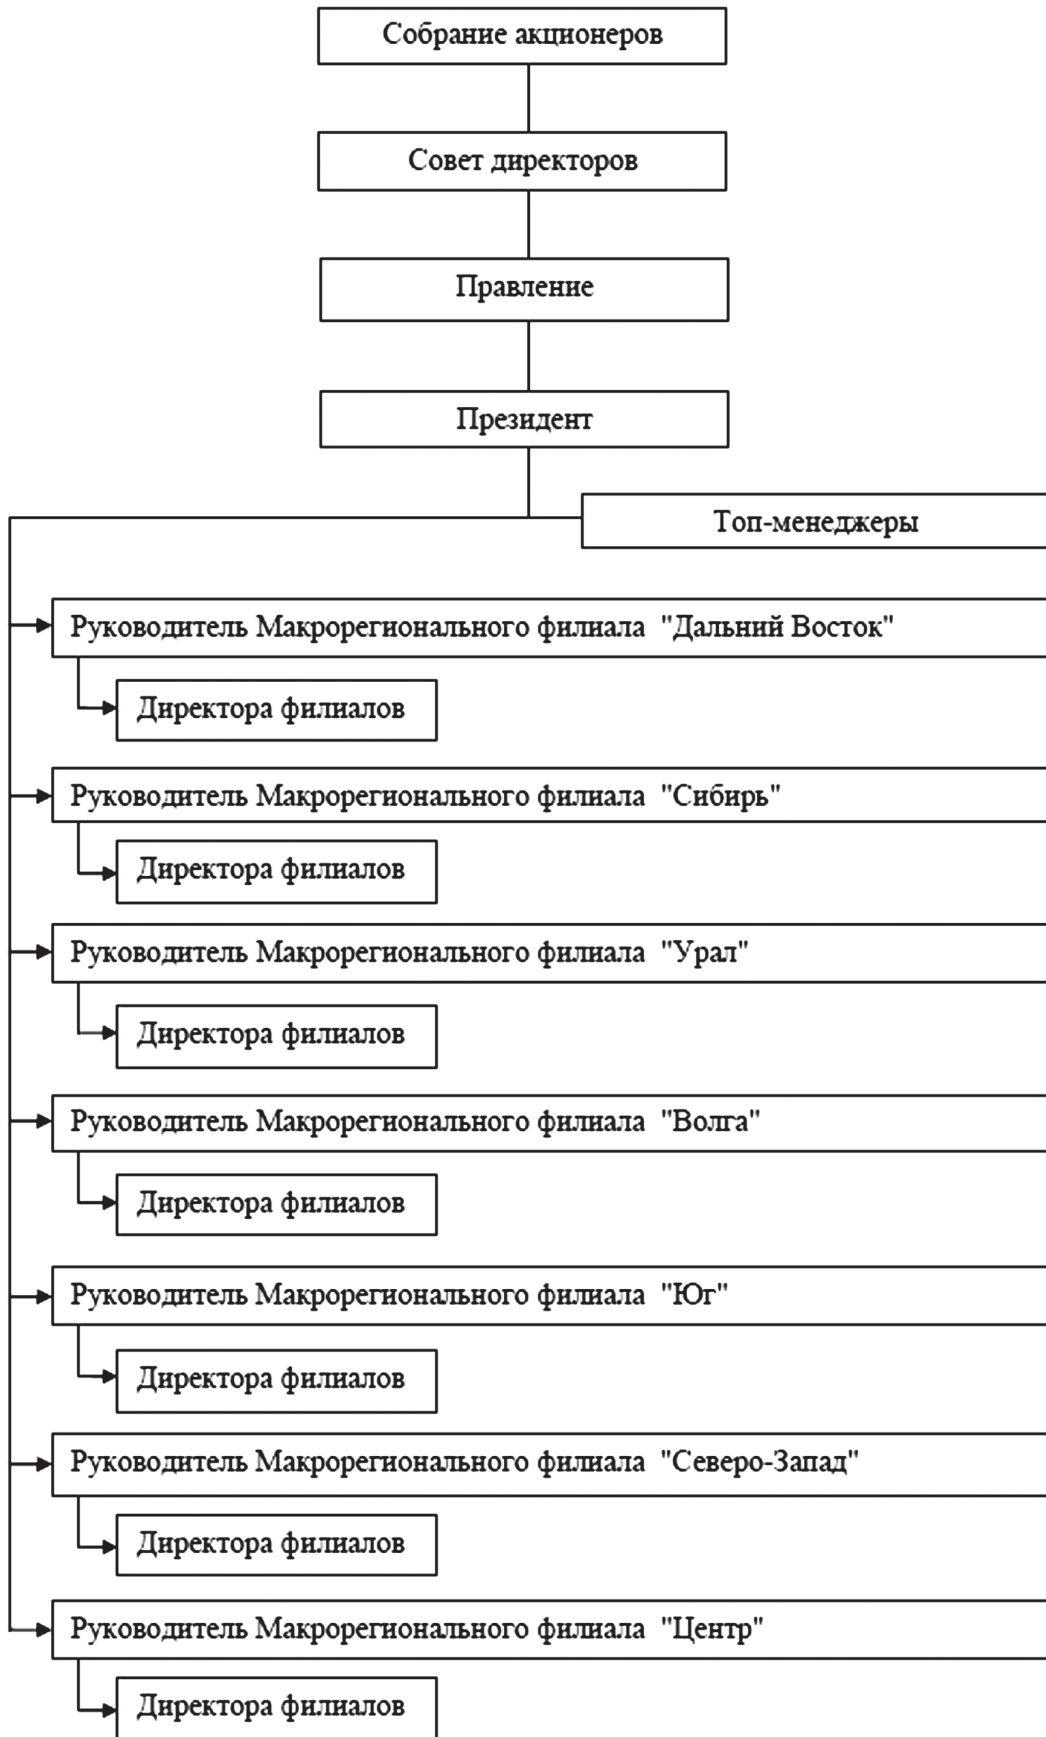 Собрание акционеров
Совет директоров
Правление
Президент
Топ-менеджеры
Руководитель Макрорегионального филиала "Дальний Восток"
Директора филиалов
Руководитель Макрорегионального филиала "Сибирь"
Директора филиалов
Руководитель Макрорегионального филиала "Урал"
Директора филиалов
Руководитель Макрорегионального филиала "Волга"
Директора филиалов
Руководитель Макрорегионального филиала "Юг"
Директора филиалов
Руководитель Макрорегионального филиала "Северо-Запад"
Директора филиалов
Руководитель Макрорегионального филиала "Центр"
Директора филиалов